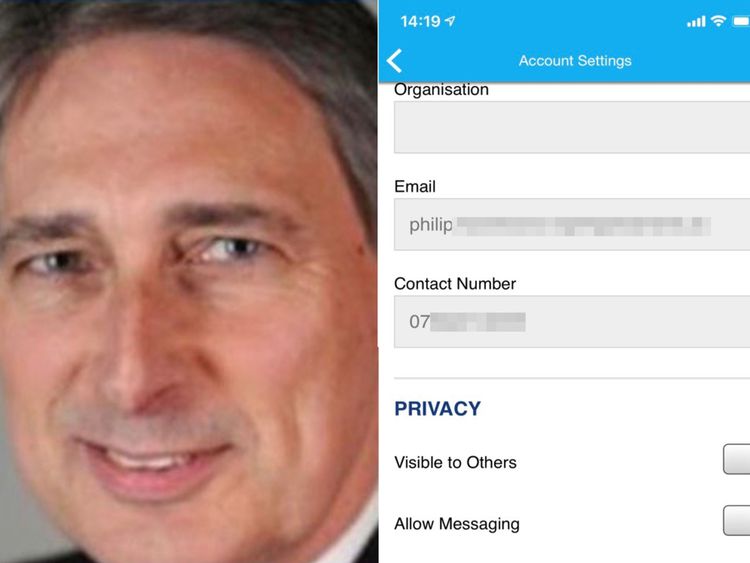 14:19
Account Settings
Organisation
Email
philip
Contact Number
07
PRIVACY
Visible to Others
Allow Messaging